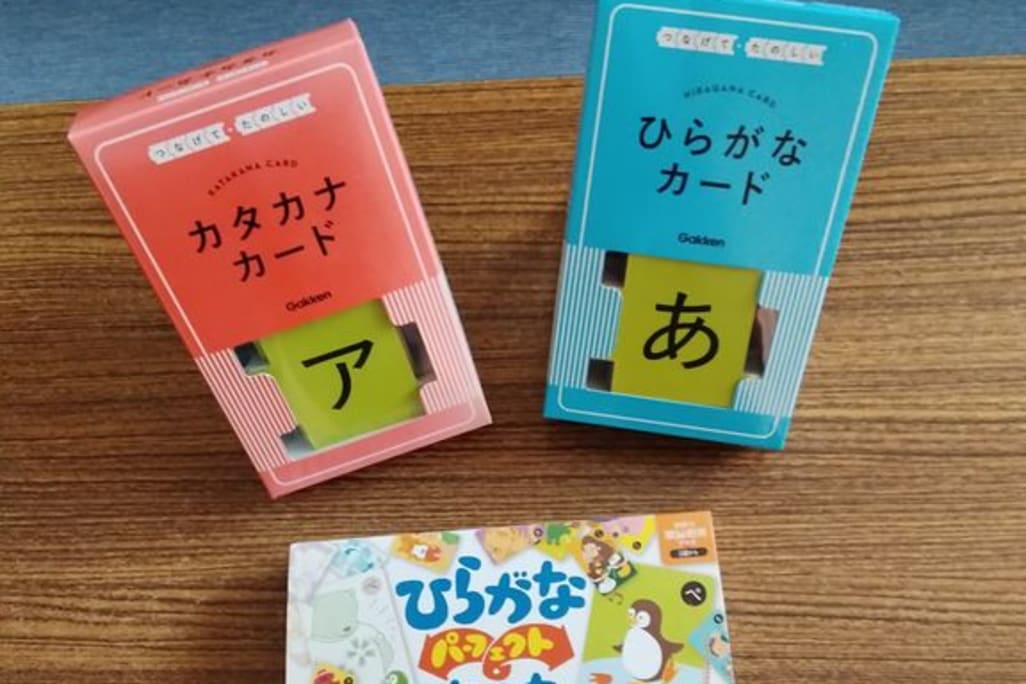 つなげて・たのしい
KATAKANA CARD
カタカナ
カード
Gakken
ア
つなげて・たのしい
HIRAGANA CARD
ひらがな
カード
Gakken
あ
ひらがな
パーフェクト
ペ